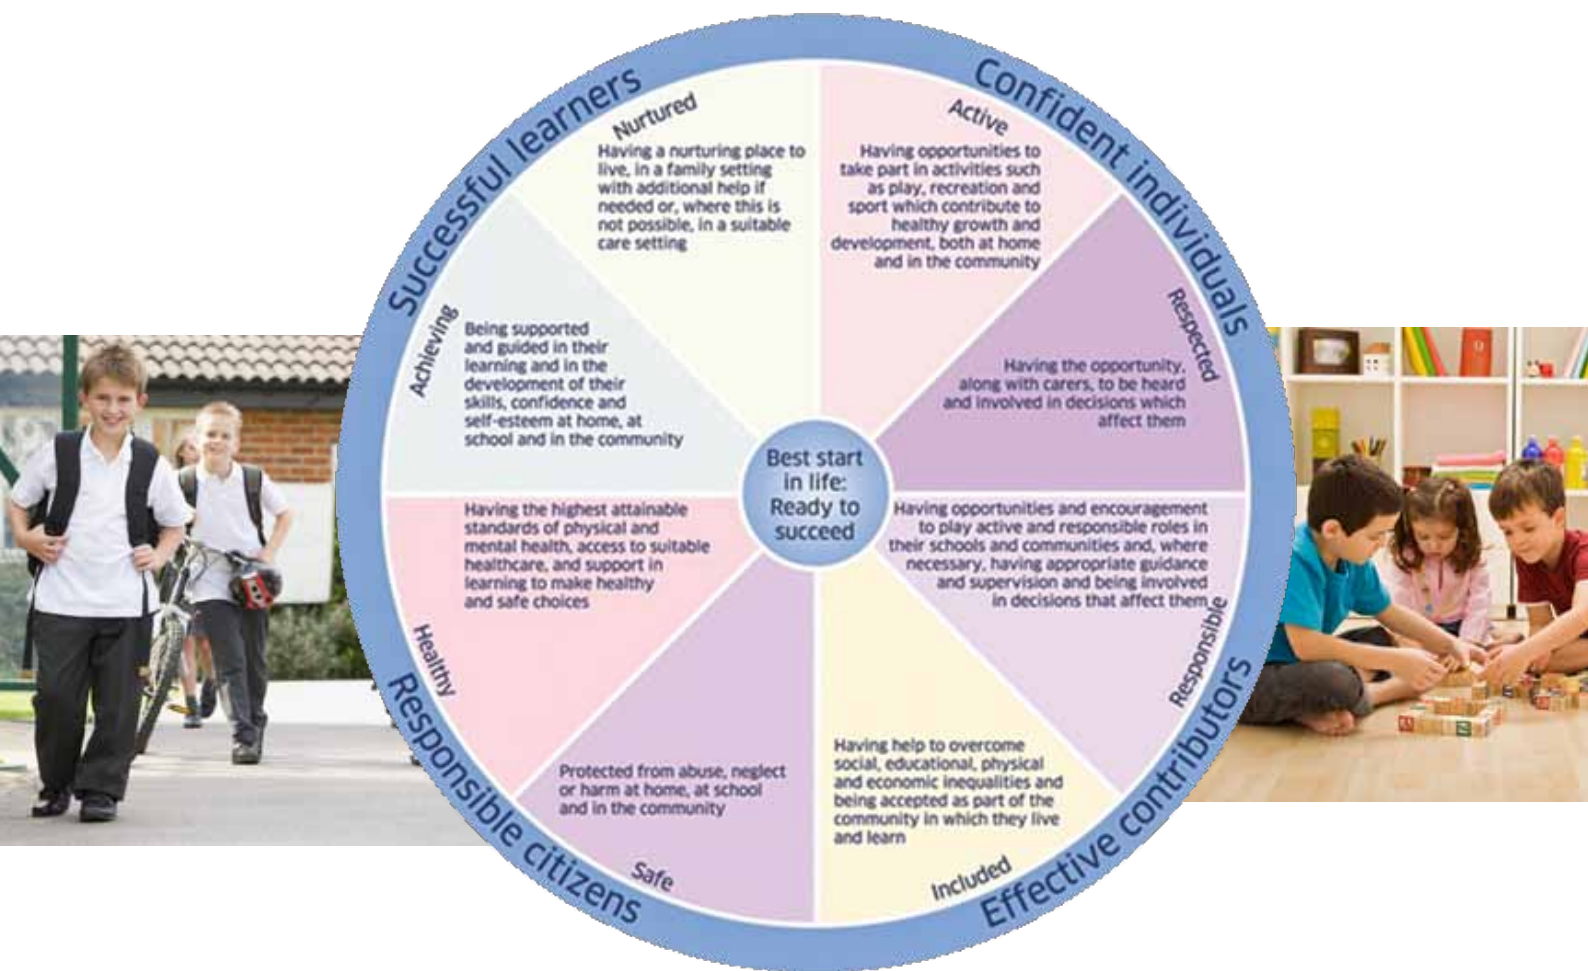 Successful learners
Confident individuals
Nurtured
Having a nurturing place to
live, in a family setting
with additional help if
needed or, where this is
not possible, in a suitable
care setting
Active
Having opportunities to
take part in activities such
as play, recreation and
sport which contribute to
healthy growth and
development, both at home
and in the community
Achieving
Being supported
and guided in their
learning and in the
development of their
skills, confidence and
self-esteem at home, at
school and in the community
Respected
Having the opportunity,
along with carers, to be heard
and involved in decisions which
affect them
Best start
in life:
Ready to
succeed
Having the highest attainable
standards of physical and
mental health, access to suitable
healthcare, and support in
learning to make healthy
and safe choices
Healthy
Having opportunities and encouragement
to play active and responsible roles in
their schools and communities and, where
necessary, having appropriate guidance
and supervision and being involved
in decisions that affect them
Responsible
Protected from abuse, neglect
or harm at home, at school
and in the community
Safe
Having help to overcome
social, educational, physical
and economic inequalities and
being accepted as part of the
community in which they live
and learn
Included
Responsible citizens
Effective contributors